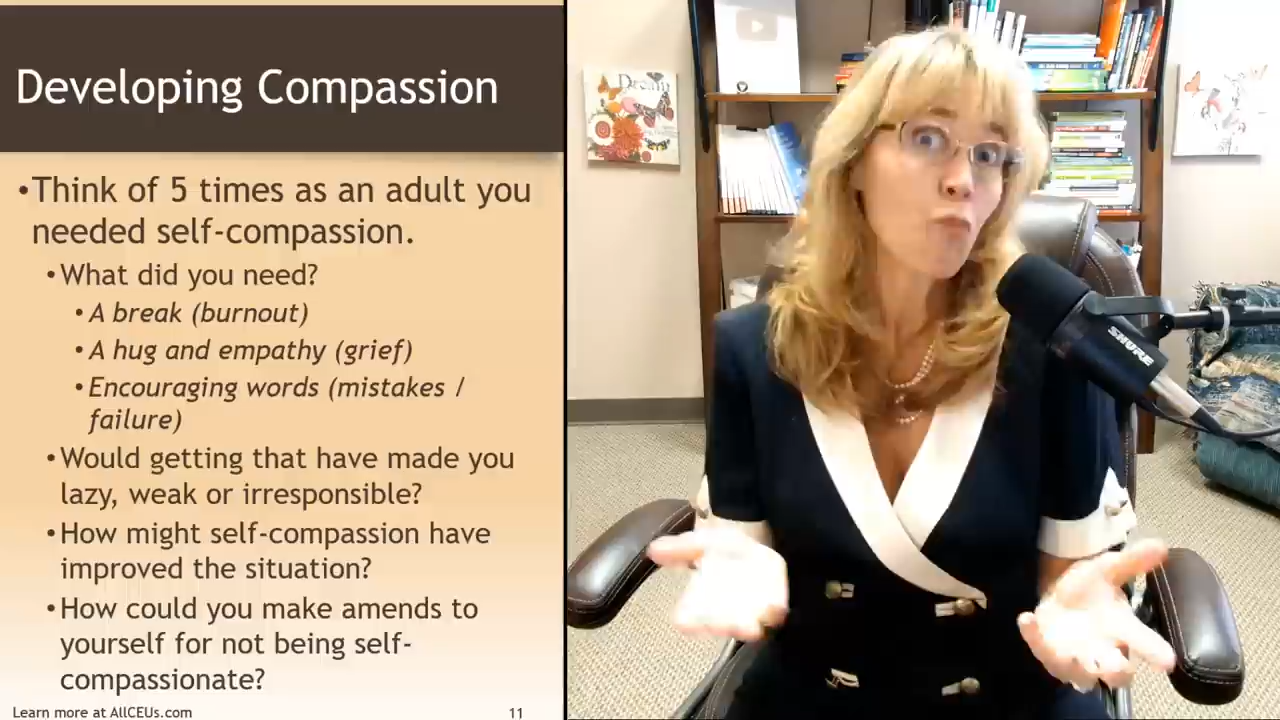 Developing Compassion
•Think of 5 times as an adult you
needed self-compassion.
•What did you need?
•A break (burnout)
•A hug and empathy (grief)
•Encouraging words (mistakes /
failure)
•Would getting that have made you
lazy, weak or irresponsible?
•How might self-compassion have
improved the situation?
•How could you make amends to
yourself for not being self-
compassionate?
Learn more at AllCEUs.com
11
Dream
SHURE